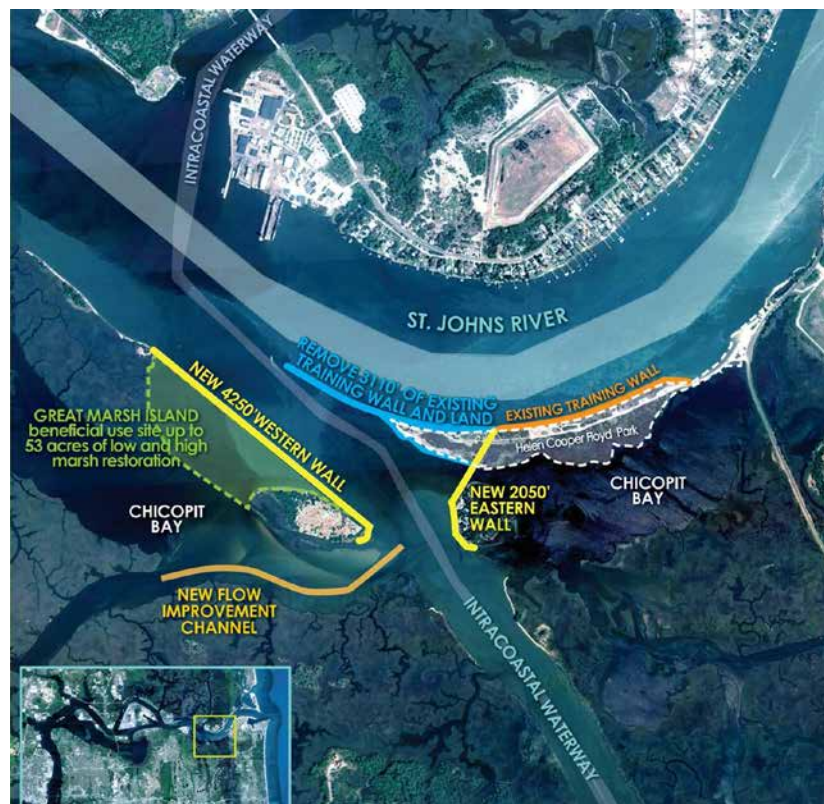 INTRACOASTAL WATERWAY
ST. JOHNS RIVER
REMOVE 5110' OF EXISTING
TRAINING WALL AND LAND
EXISTING TRAINING WALL
Helen Cooper Floyd Park
NEW 4250' WESTERN WALL
GREAT MARSH ISLAND
beneficial use site up to
53 acres of low and high
marsh restoration
CHICOPIT
BAY
NEW 2050'
EASTERN
WALL
CHICOPIT
BAY
NEW FLOW
IMPROVEMENT
CHANNEL
INTRACOASTAL WATERWAY